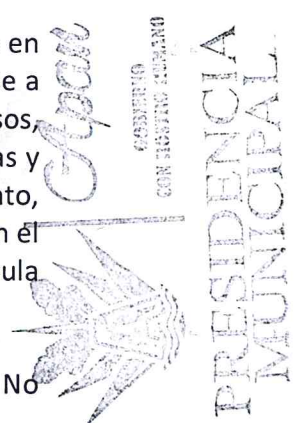 en
e a
sos,
as y
nto,
n el
ula
No
Apan
GOBIERNO
CON ROSTRO HUMANO
PRESIDENCIA
MUNICIPAL